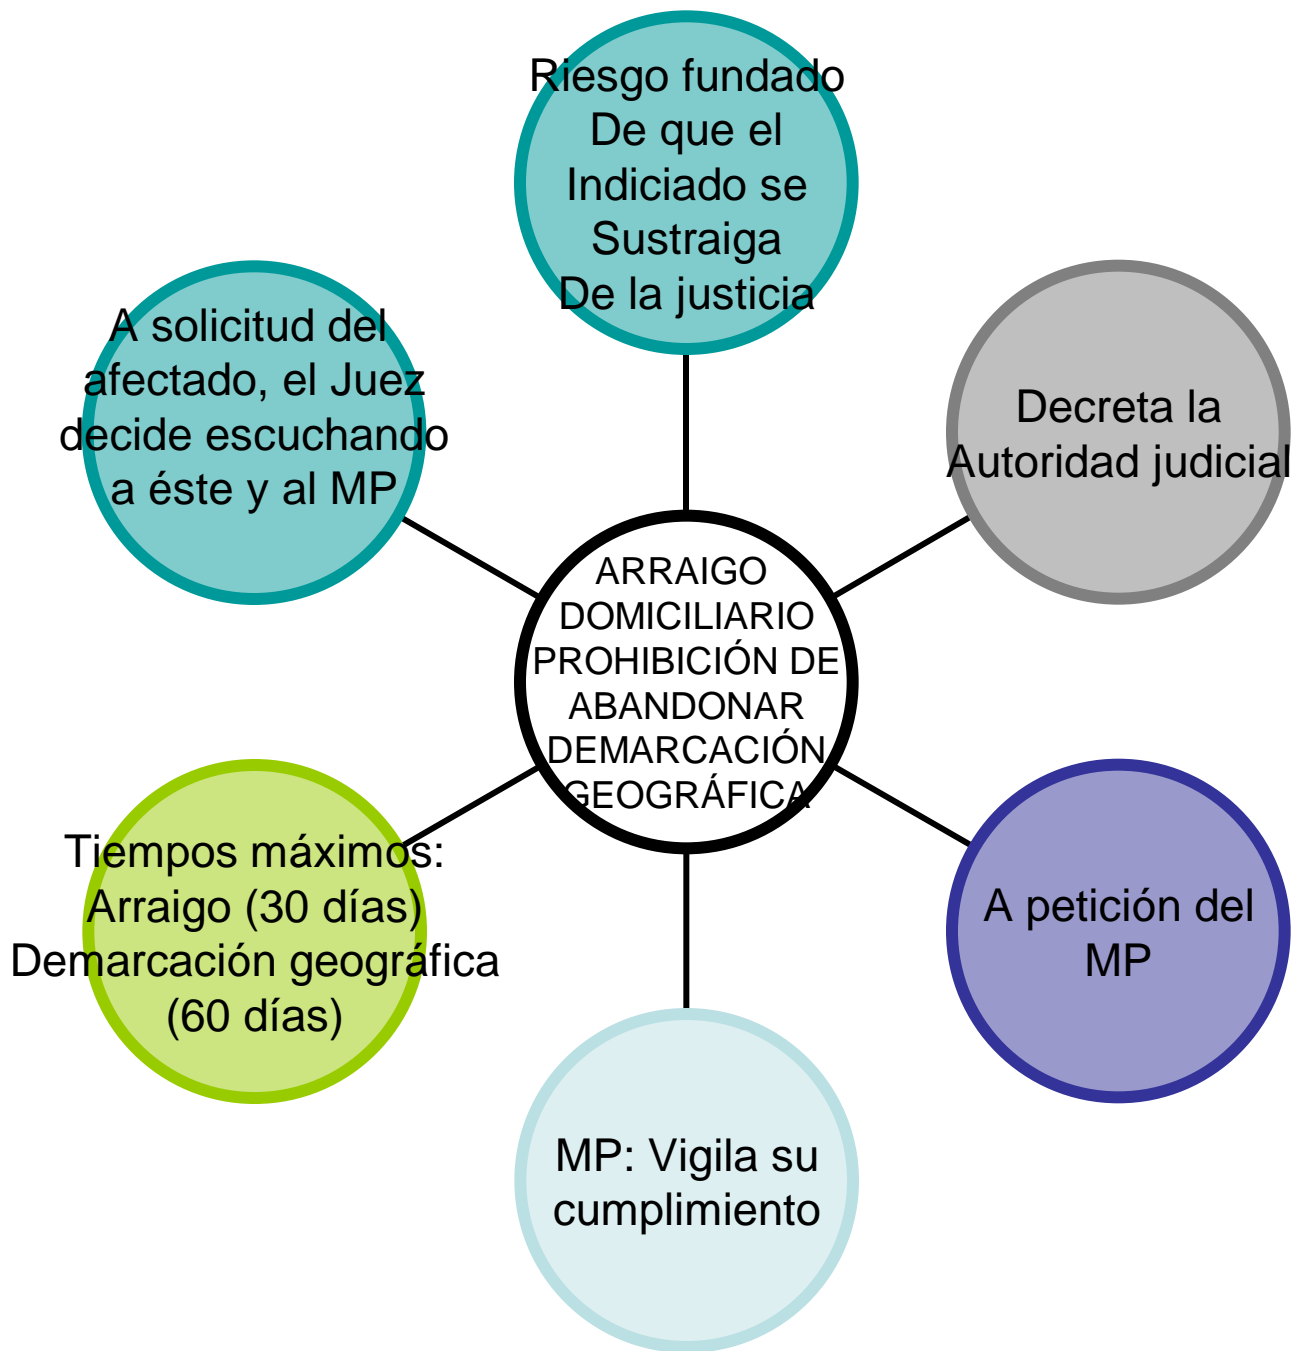 Riesgo fundado
De que el
Indiciado se
Sustraiga
De la justicia
A solicitud del
afectado, el Juez
decide escuchando
a éste y al MP
Decreta la
Autoridad judicial
ARRAIGO
DOMICILIARIO
PROHIBICIÓN DE
ABANDONAR
DEMARCACIÓN
GEOGRÁFICA
Tiempos máximos:
Arraigo (30 días)
Demarcación geográfica
(60 días)
A petición del
MP
MP: Vigila su
cumplimiento